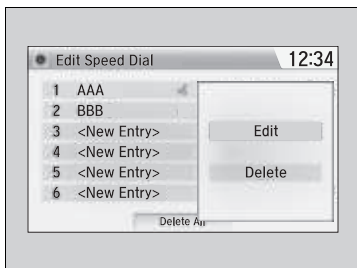 Edit Speed Dial 12:34
1 AAA
2 BBB
3 <New Entry>
4 <New Entry>
5 <New Entry>
6 <New Entry>
Edit
Delete
Delete A